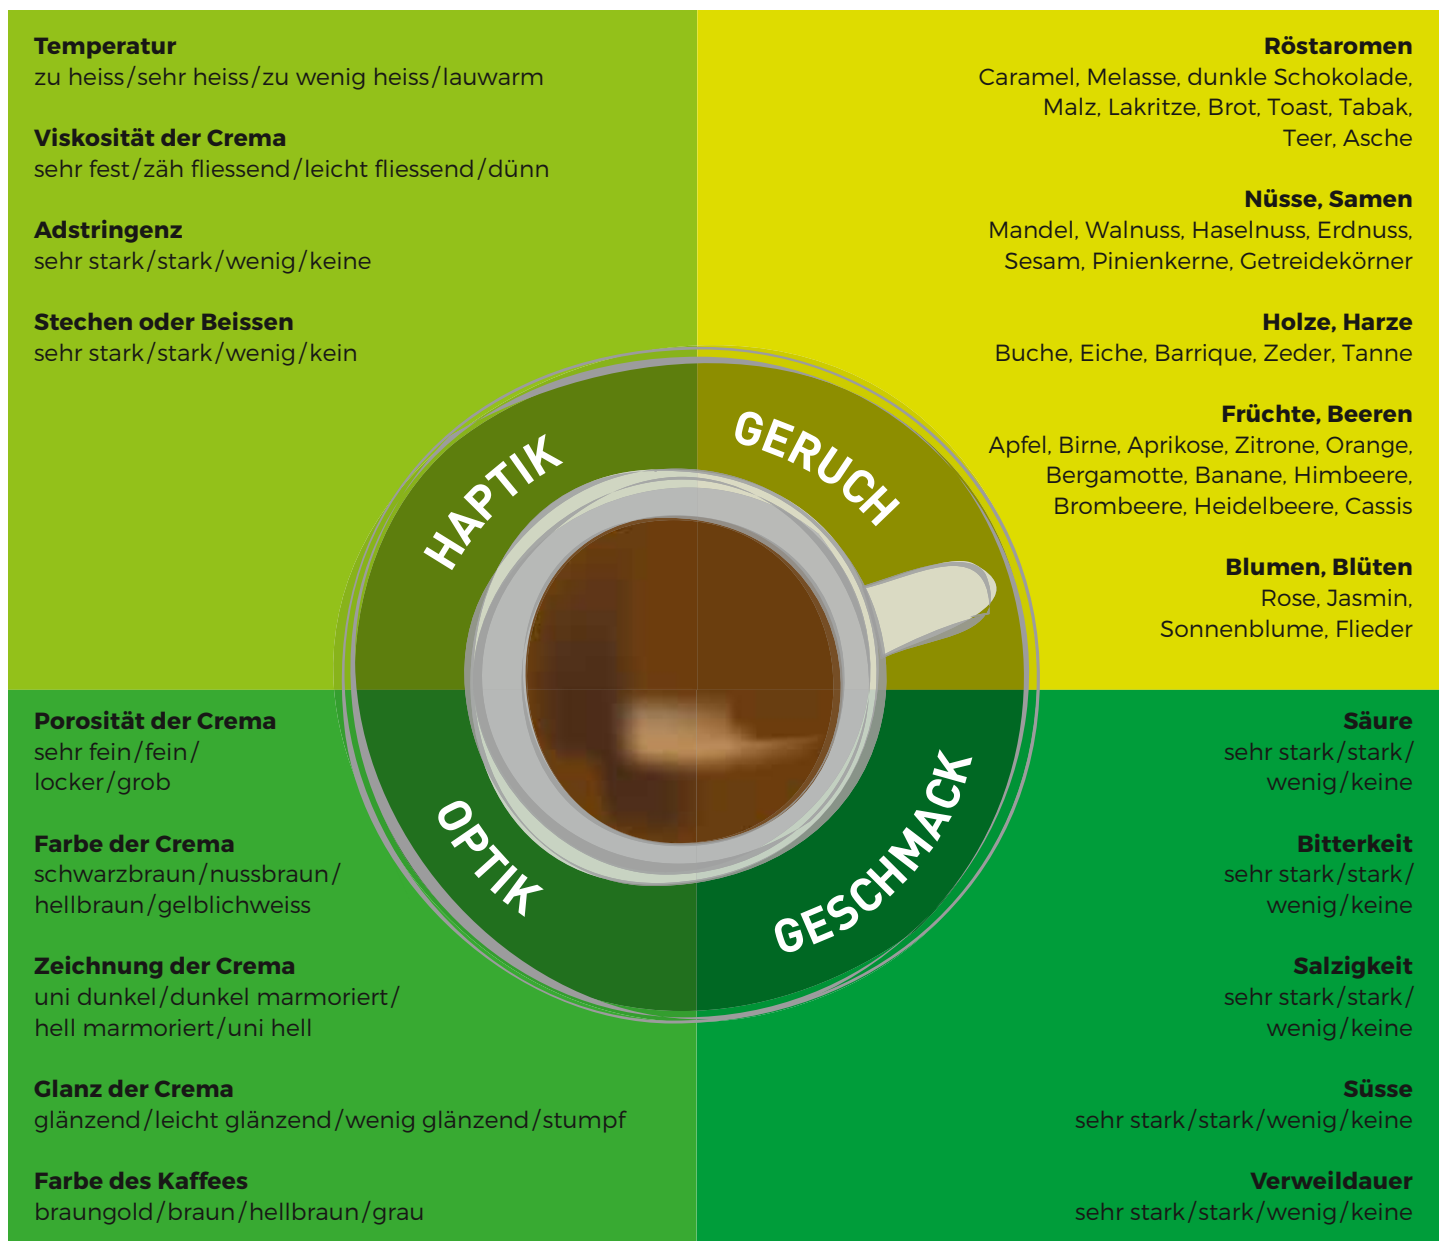 Temperatur
zu heiss/sehr heiss/zu wenig heiss/lauwarm
Viskosität der Crema
sehr fest/zäh fliessend/leicht fliessend/dünn
Adstringenz
sehr stark/stark/wenig/keine
Stechen oder Beissen
sehr stark/stark/wenig/kein
HAPTIK
Röstaromen
Caramel, Melasse, dunkle Schokolade,
Malz, Lakritze, Brot, Toast, Tabak,
Teer, Asche
Nüsse, Samen
Mandel, Walnuss, Haselnuss, Erdnuss,
Sesam, Pinienkerne, Getreidekörner
Holze, Harze
Buche, Eiche, Barrique, Zeder, Tanne
Früchte, Beeren
Apfel, Birne, Aprikose, Zitrone, Orange,
Bergamotte, Banane, Himbeere,
Brombeere, Heidelbeere, Cassis
Blumen, Blüten
Rose, Jasmin,
Sonnenblume, Flieder
GERUCH
Porosität der Crema
sehr fein/fein/
locker/grob
Farbe der Crema
schwarzbraun/nussbraun/
hellbraun/gelblichweiss
Zeichnung der Crema
uni dunkel/dunkel marmoriert/
hell marmoriert/uni hell
Glanz der Crema
glänzend/leicht glänzend/wenig glänzend/stumpf
Farbe des Kaffees
braungold/braun/hellbraun/grau
OPTIK
Säure
sehr stark/stark/
wenig/keine
Bitterkeit
sehr stark/stark/
wenig/keine
Salzigkeit
sehr stark/stark/
wenig/keine
Süsse
sehr stark/stark/wenig/keine
Verweildauer
sehr stark/stark/wenig/keine
GESCHMACK